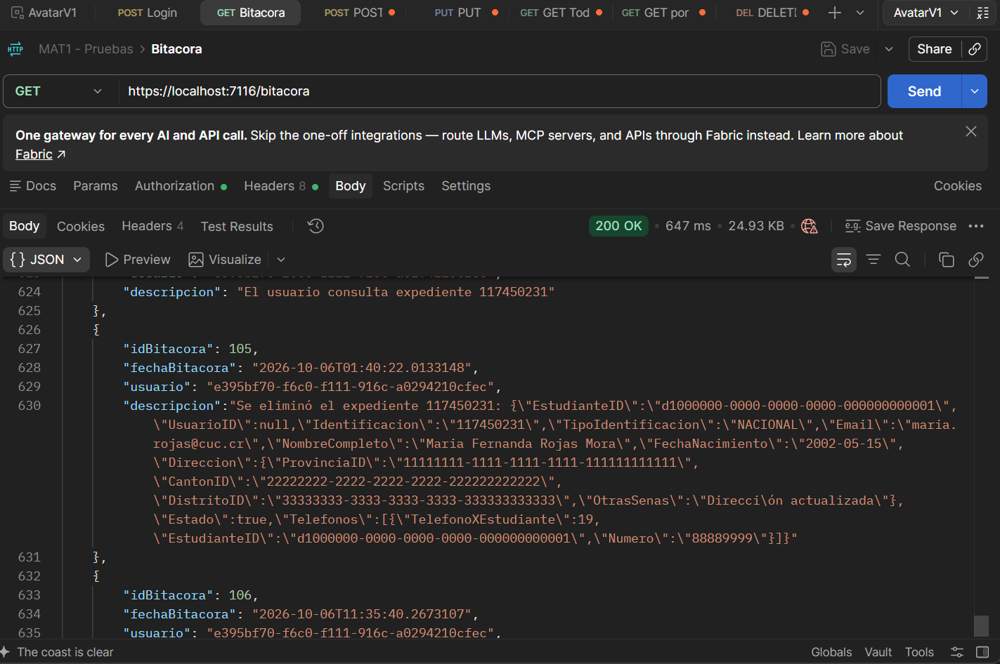 AvatarV1 POST Login GET Bitacora POST POST PUT PUT GET GET Tod GET GET por DEL DELETI AvatarV1
HTTP MAT1 - Pruebas > Bitacora Save Share
GET https://localhost:7116/bitacora Send
One gateway for every AI and API call. Skip the one-off integrations — route LLMs, MCP servers, and APIs through Fabric instead. Learn more about
Fabric ↗
Docs Params Authorization Headers 8 Body Scripts Settings Cookies
Body Cookies Headers 4 Test Results 200 OK 647 ms 24.93 KB e.g. Save Response
{} JSON Preview Visualize
624 "descripcion": "El usuario consulta expediente 117450231"
625 },
626 {
627 "idBitacora": 105,
628 "fechaBitacora": "2026-10-06T01:40:22.0133148",
629 "usuario": "e395bf70-f6c0-f111-916c-a0294210cfec",
630 "descripcion":"Se eliminó el expediente 117450231: {\"EstudianteID\":\"d1000000-0000-0000-0000-000000000001\",
\"UsuarioID\":null,\"Identificacion\":\"117450231\",\"TipoIdentificacion\":\"NACIONAL\",\"Email\":\"maria.
rojas@cuc.cr\",\"NombreCompleto\":\"Maria Fernanda Rojas Mora\",\"FechaNacimiento\":\"2002-05-15\",
\"Direccion\":{\"ProvinciaID\":\"11111111-1111-1111-1111-111111111111\",
\"CantonID\":\"22222222-2222-2222-2222-222222222222\",
\"DistritoID\":\"33333333-3333-3333-3333-333333333333\",\"OtrasSenas\":\"Direcci\ón actualizada\"},
\"Estado\":true,\"Telefonos\":[{\"TelefonoXEstudiante\":19,
\"EstudianteID\":\"d1000000-0000-0000-0000-000000000001\",\"Numero\":\"88889999\"}]}"
631 },
632 {
633 "idBitacora": 106,
634 "fechaBitacora": "2026-10-06T11:35:40.2673107",
635 "usuario": "e395bf70-f6c0-f111-916c-a0294210cfec",
The coast is clear Globals Vault Tools